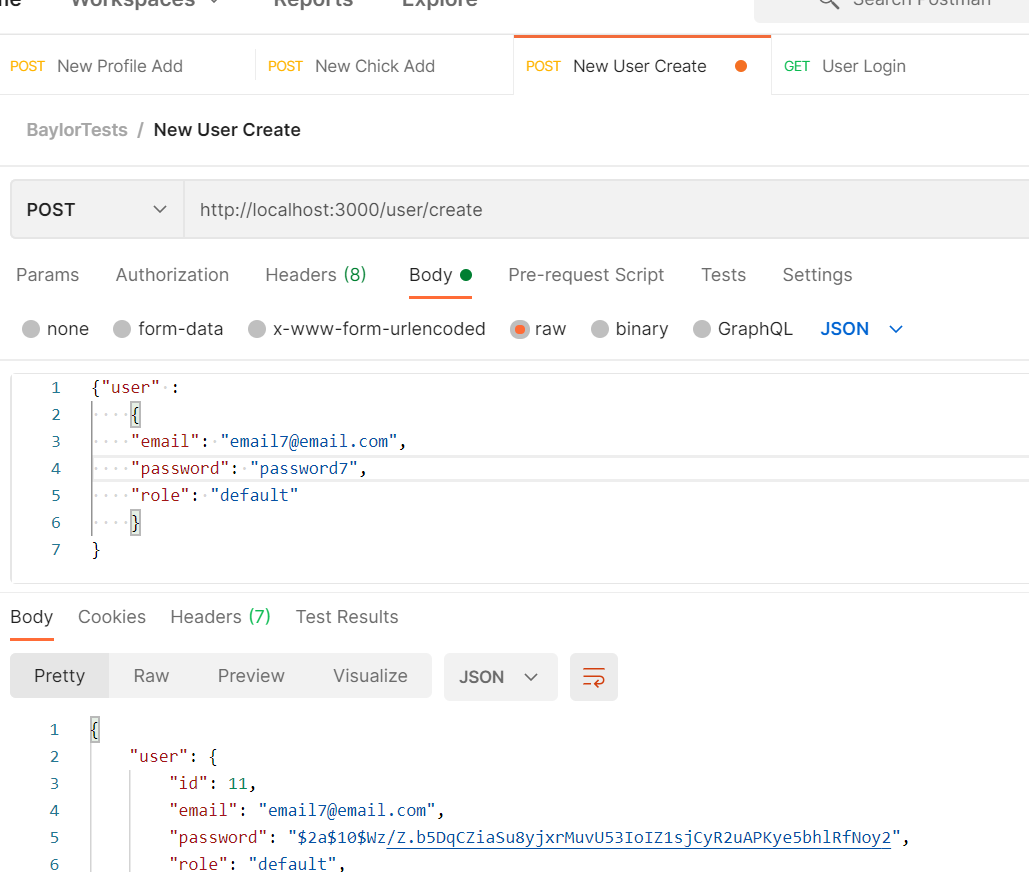 me Workspaces Reports Explore Search Postman
POST New Profile Add POST New Chick Add POST New User Create GET User Login
BaylorTests / New User Create
POST http://localhost:3000/user/create
Params Authorization Headers (8) Body Pre-request Script Tests Settings
none form-data x-www-form-urlencoded raw binary GraphQL JSON
1 {"user" :
2 {
3 "email": "email7@email.com",
4 "password": "password7",
5 "role": "default"
6 }
7 }
Body Cookies Headers (7) Test Results
Pretty Raw Preview Visualize JSON
1 {
2 "user": {
3 "id": 11,
4 "email": "email7@email.com",
5 "password": "$2a$10$Wz/Z.b5DqCZiaSu8yjxrMuvU53IoIZ1sjCyR2uAPKye5bhlRfNoy2",
6 "role": "default",